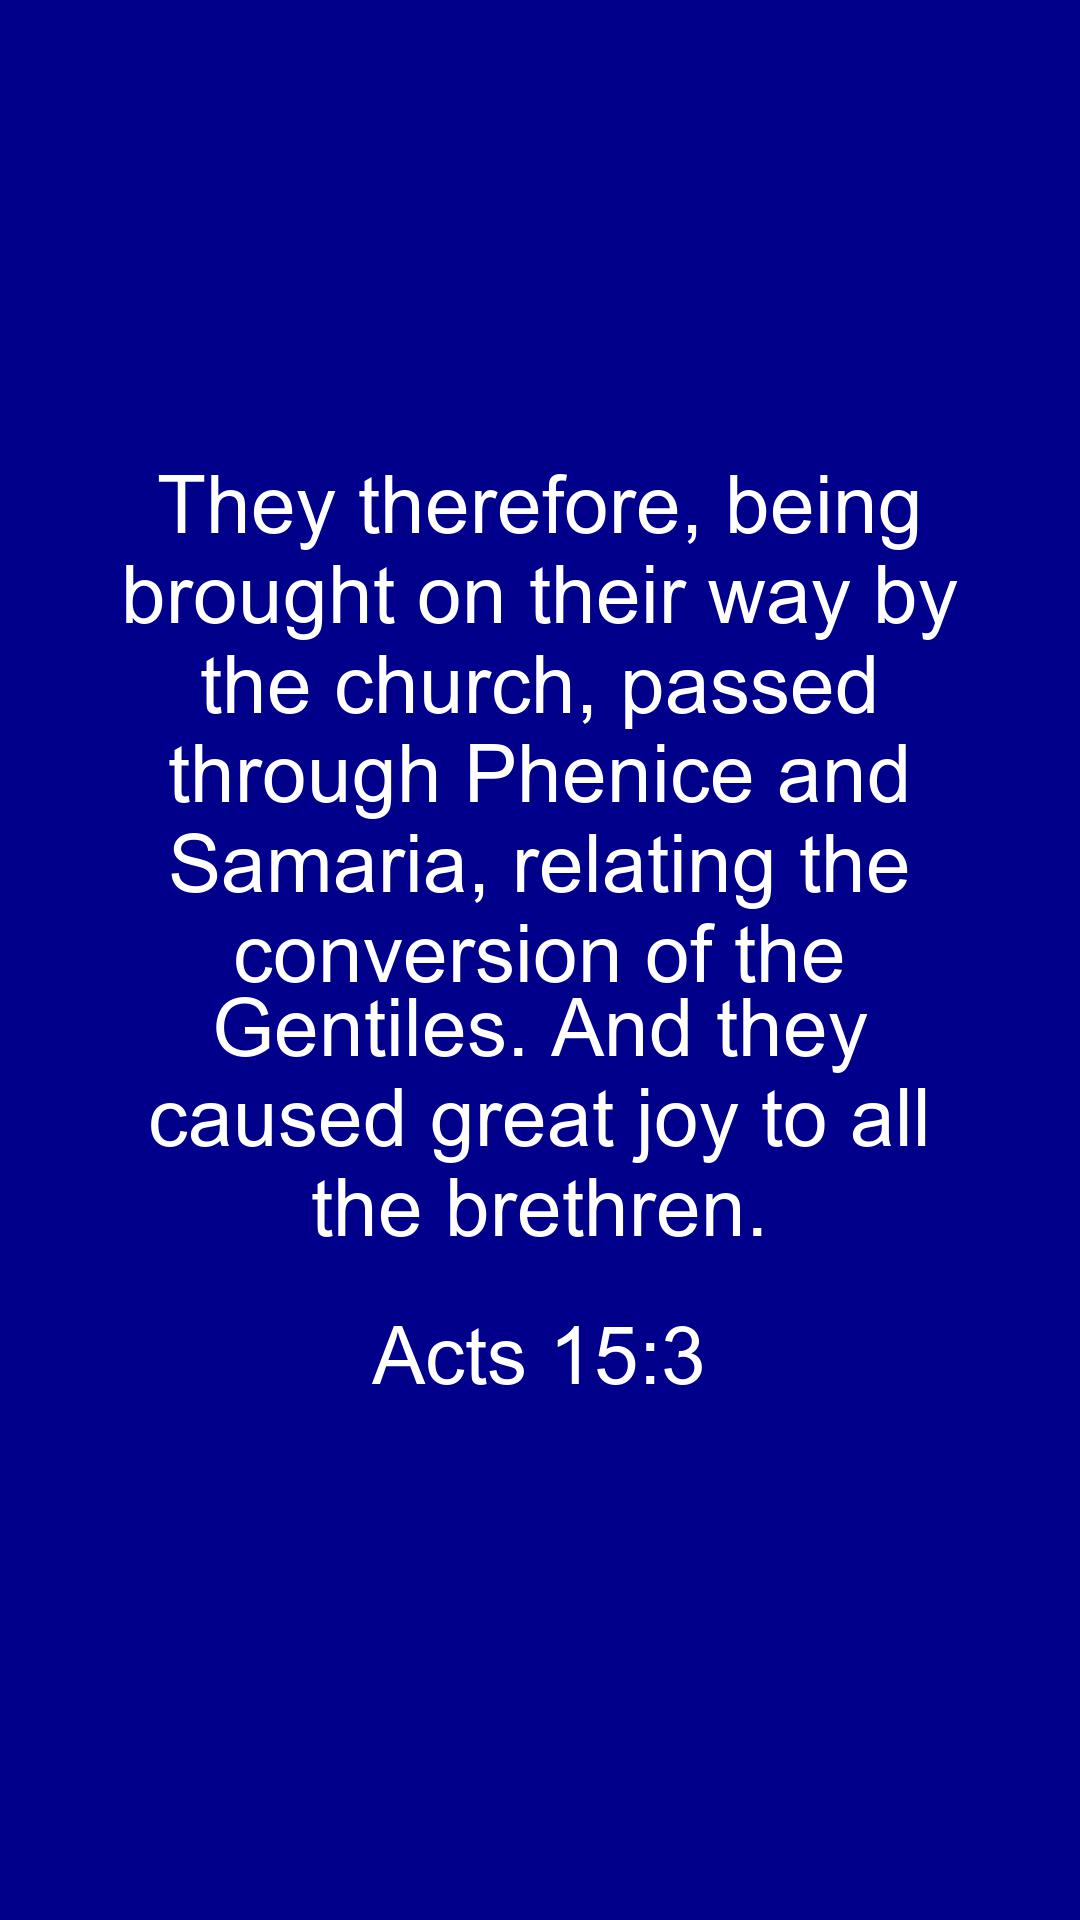 They therefore, being
brought on their way by
the church, passed
through Phenice and
Samaria, relating the
conversion of the
Gentiles. And they
caused great joy to all
the brethren.
Acts 15:3